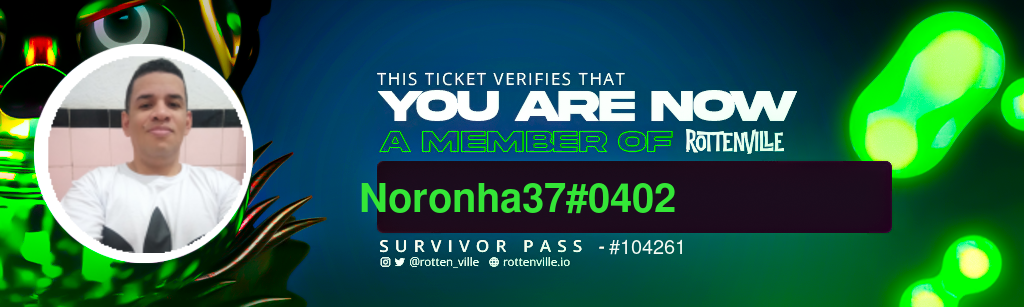 THIS TICKET VERIFIES THAT
YOU ARE NOW
A MEMBER OF ROTTENVILLE
Noronha37#0402
SURVIVOR PASS - #104261
@rotten_ville rottenville.io